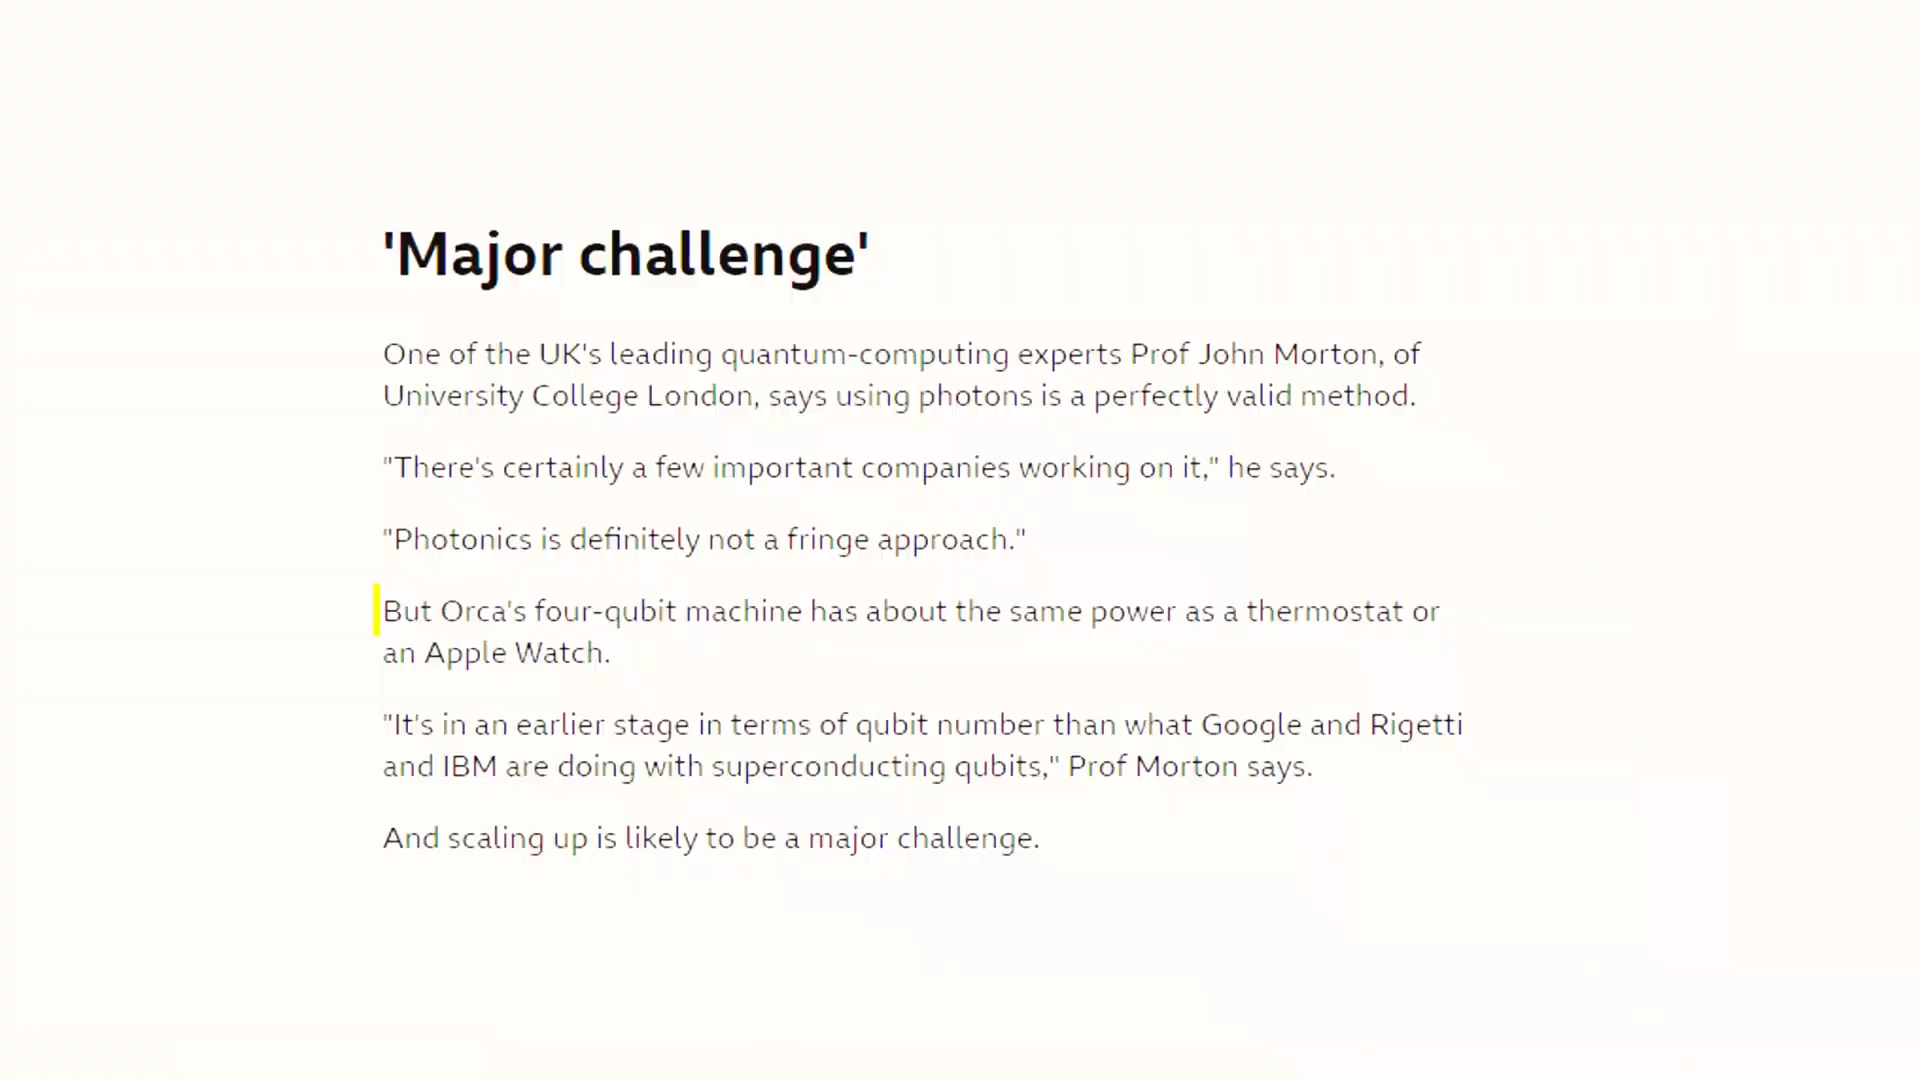 'Major challenge'
One of the UK's leading quantum-computing experts Prof John Morton, of
University College London, says using photons is a perfectly valid method.
"There's certainly a few important companies working on it," he says.
"Photonics is definitely not a fringe approach."
But Orca's four-qubit machine has about the same power as a thermostat or
an Apple Watch.
"It's in an earlier stage in terms of qubit number than what Google and Rigetti
and IBM are doing with superconducting qubits," Prof Morton says.
And scaling up is likely to be a major challenge.